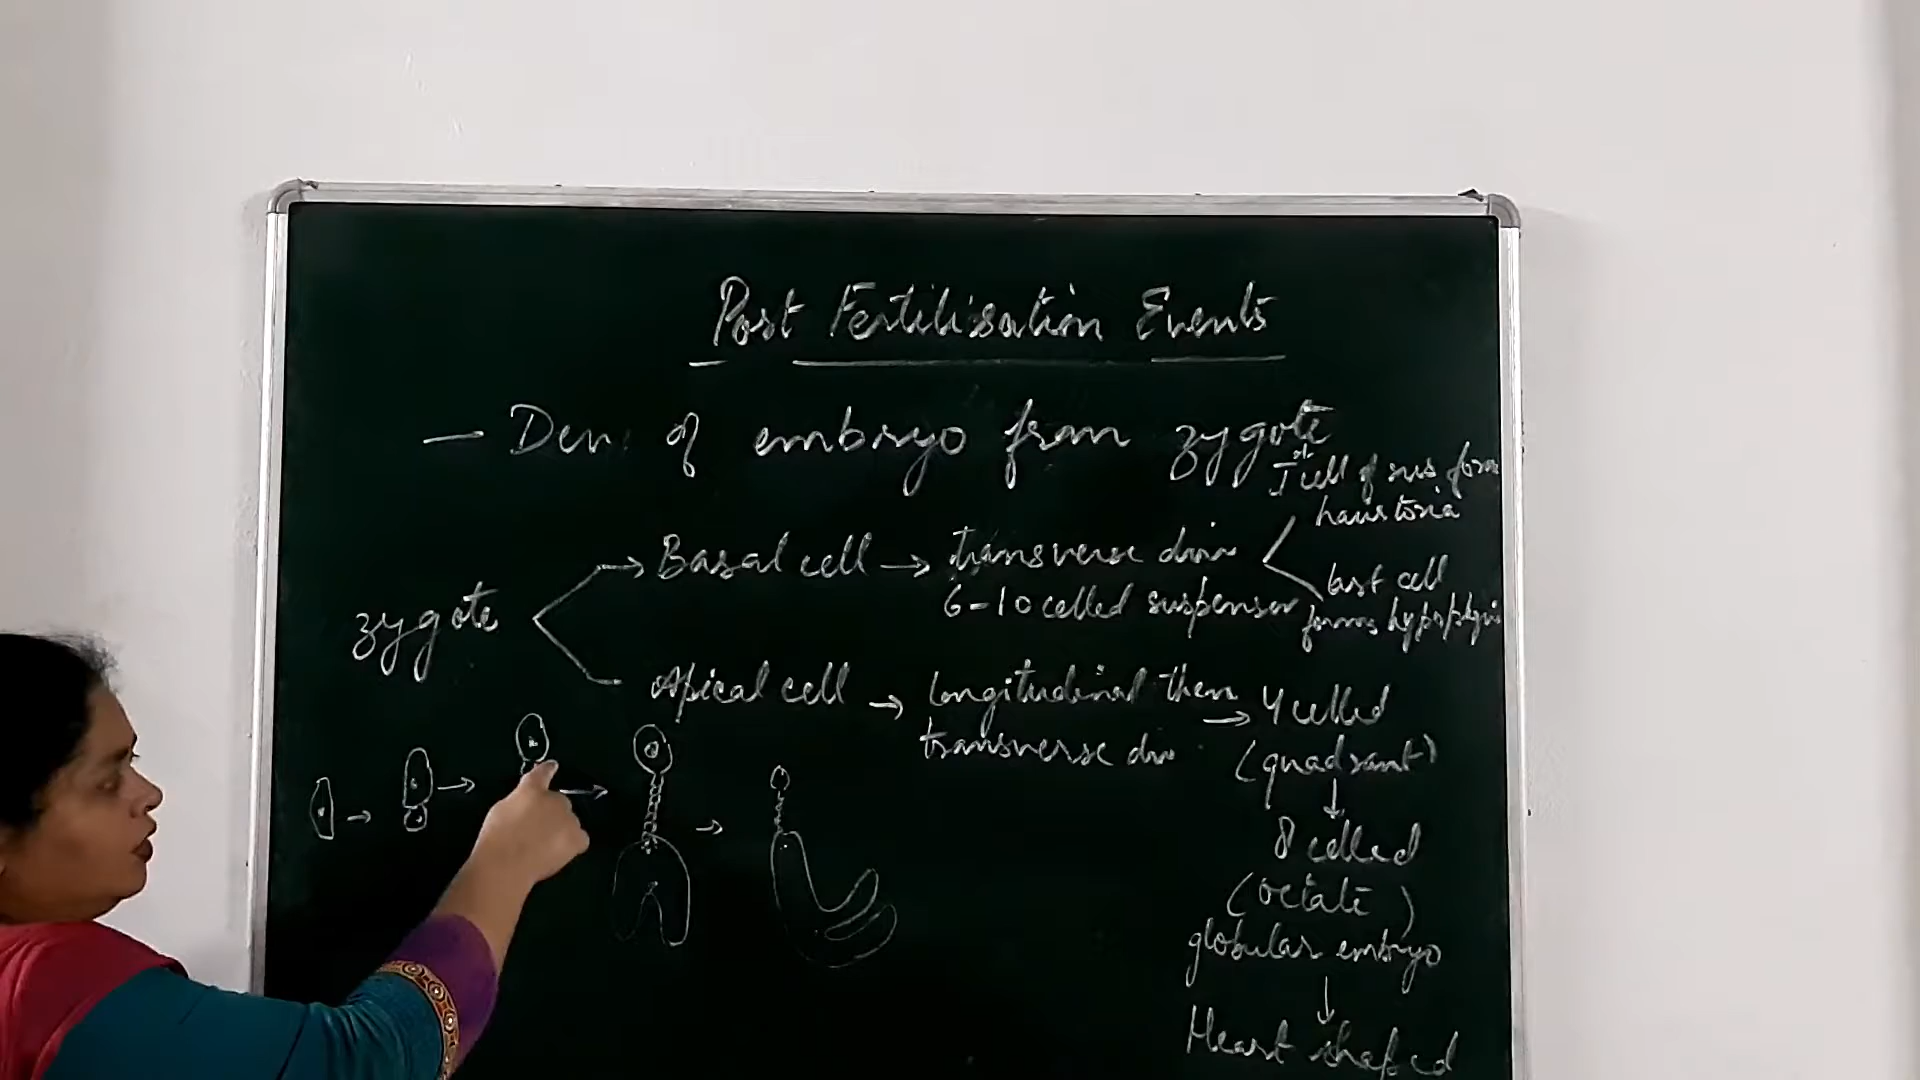 Post Fertilisation Events
— Dev. of embryo from zygote
zygote
→ Basal cell → transverse divin
6-10 celled suspensor
Ist cell of sus form
haustoria
last cell
forms hypophysis
Apical cell → longitudinal then
transverse div
→ 4 celled
(quadrant)
↓
8 celled
(octate)
globular embryo
↓
Heart shaped